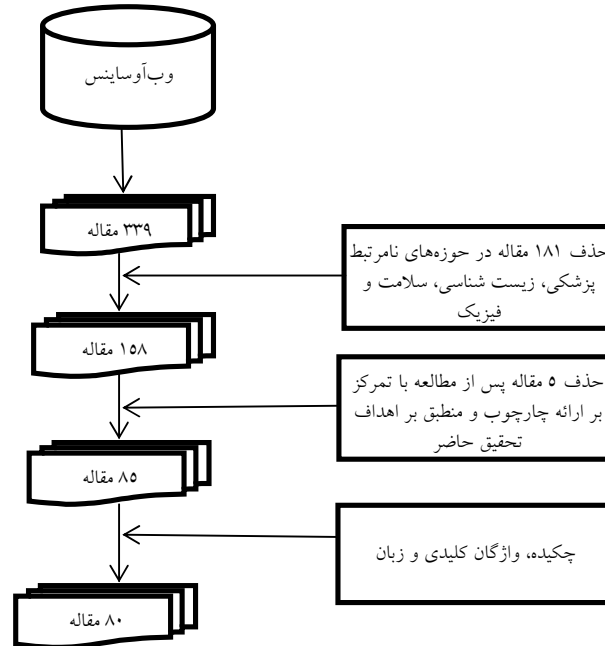 وب‌آوساینس
۳۳۹ مقاله
حذف ۱۸۱ مقاله در حوزه‌های نامرتبط
پزشکی، زیست شناسی، سلامت و
فیزیک
۱۵۸ مقاله
حذف ۵ مقاله پس از مطالعه با تمرکز
بر ارائه چارچوب و منطبق بر اهداف
تحقیق حاضر
۸۵ مقاله
چکیده، واژگان کلیدی و زبان
۸۰ مقاله